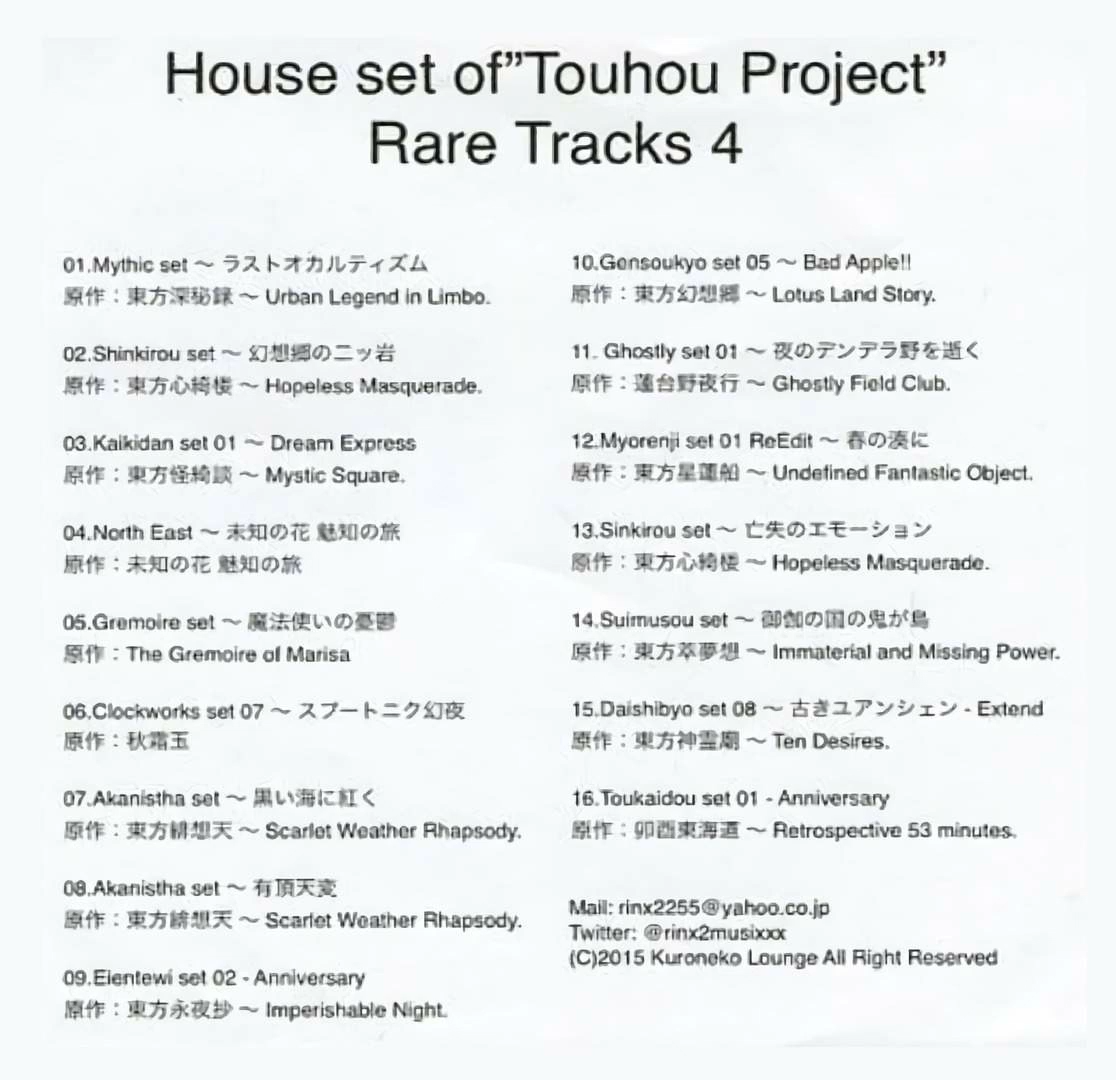 House set of”Touhou Project”
Rare Tracks 4
01.Mythic set ～ ラストオカルティズム
原作：東方深秘録 ～ Urban Legend in Limbo.
02.Shinkirou set ～ 幻想郷の二ッ岩
原作：東方心綺楼 ～ Hopeless Masquerade.
03.Kaikidan set 01 ～ Dream Express
原作：東方怪綺談 ～ Mystic Square.
04.North East ～ 未知の花 魅知の旅
原作：未知の花 魅知の旅
05.Gremoire set ～ 魔法使いの憂鬱
原作：The Gremoire of Marisa
06.Clockworks set 07 ～ スプートニク幻夜
原作：秋霜玉
07.Akanistha set ～ 黒い海に紅く
原作：東方緋想天 ～ Scarlet Weather Rhapsody.
08.Akanistha set ～ 有頂天変
原作：東方緋想天 ～ Scarlet Weather Rhapsody.
09.Eientewi set 02 - Anniversary
原作：東方永夜抄 ～ Imperishable Night.
10.Gensoukyo set 05 ～ Bad Apple!!
原作：東方幻想郷 ～ Lotus Land Story.
11. Ghostly set 01 ～ 夜のデンデラ野を逝く
原作：蓮台野夜行 ～ Ghostly Field Club.
12.Myorenji set 01 ReEdit ～ 春の湊に
原作：東方星蓮船 ～ Undefined Fantastic Object.
13.Sinkirou set ～ 亡失のエモーション
原作：東方心綺楼 ～ Hopeless Masquerade.
14.Suimusou set ～ 御伽の国の鬼が島
原作：東方萃夢想 ～ Immaterial and Missing Power.
15.Daishibyo set 08 ～ 古きユアンシェン - Extend
原作：東方神霊廟 ～ Ten Desires.
16.Toukaidou set 01 - Anniversary
原作：卯酉東海道 ～ Retrospective 53 minutes.
Mail: rinx2255@yahoo.co.jp
Twitter: @rinx2musixxx
(C)2015 Kuroneko Lounge All Right Reserved